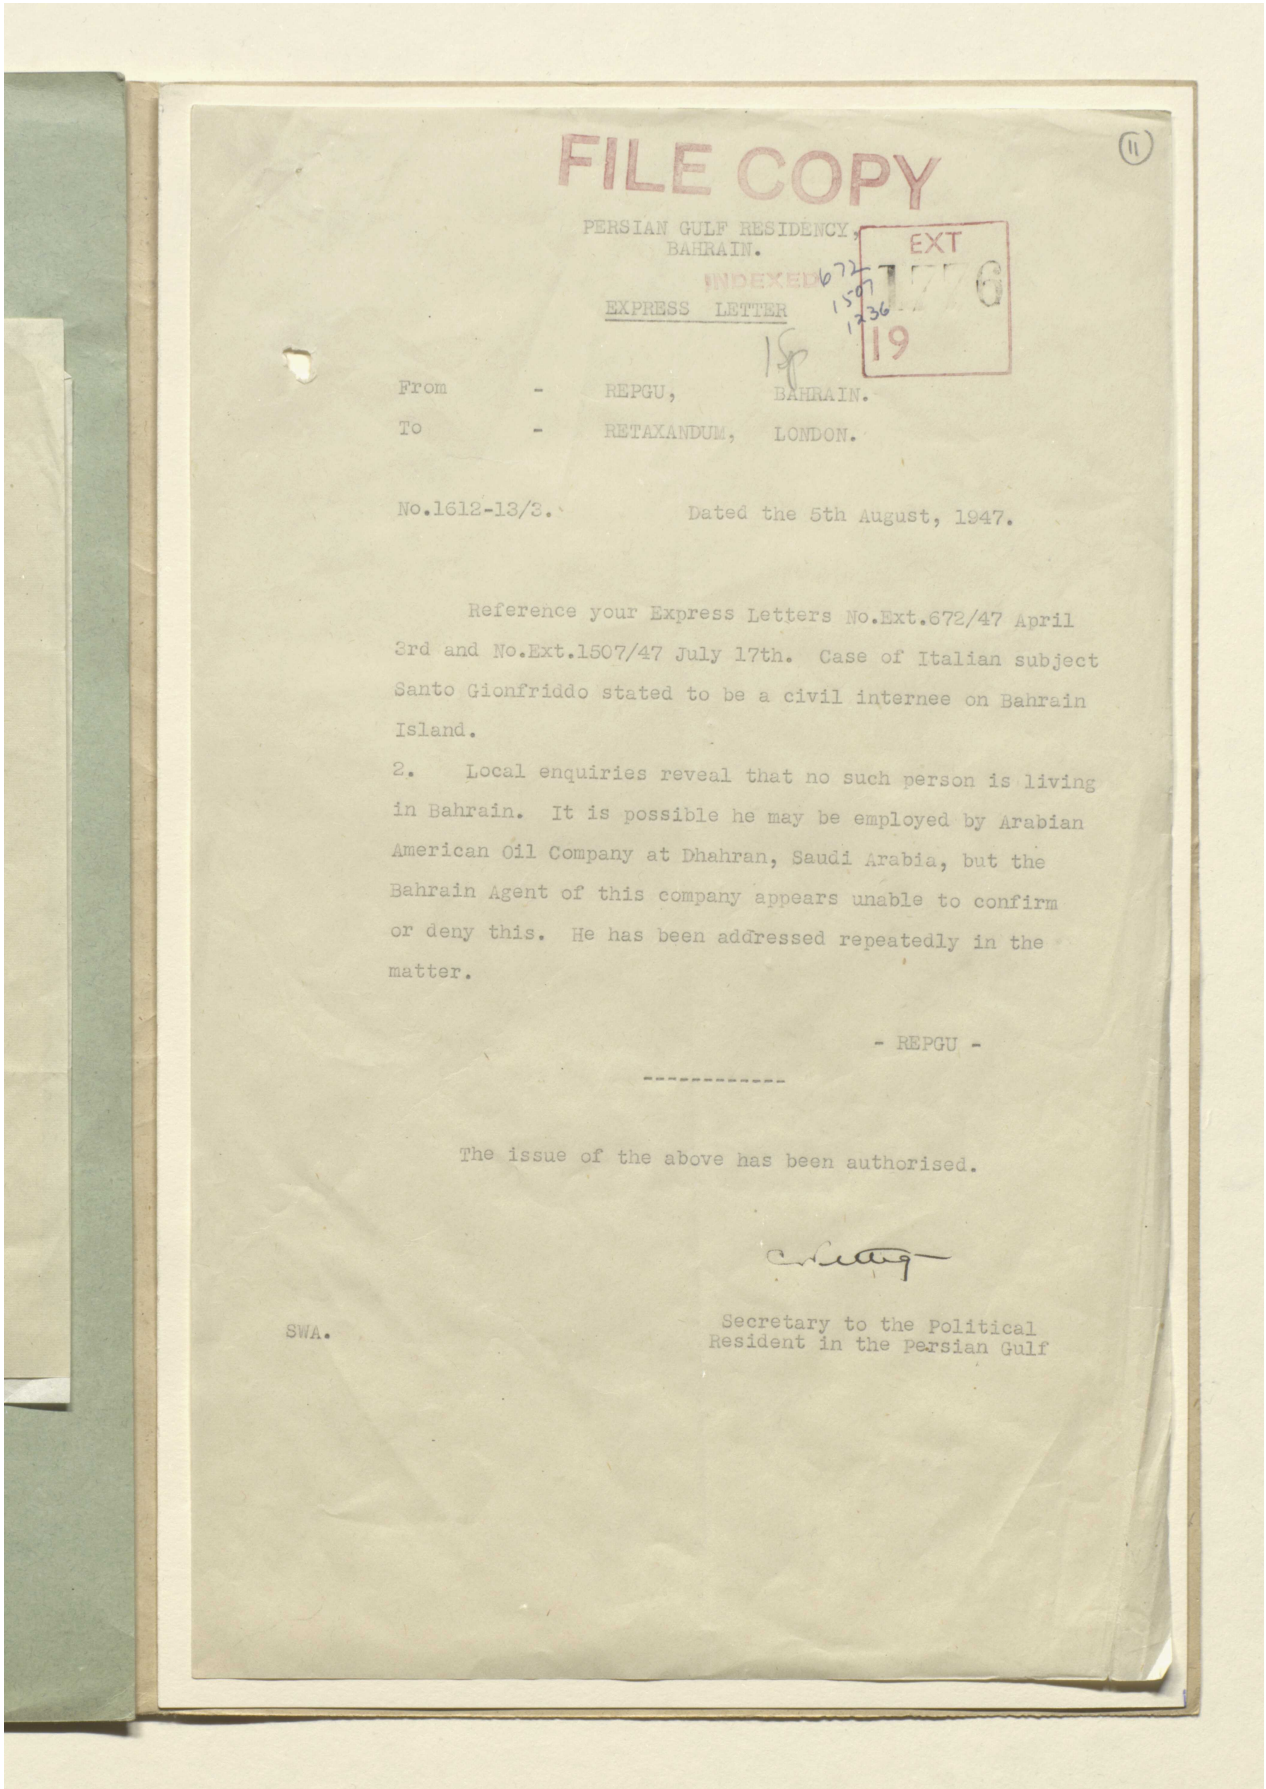 11
FILE COPY
PERSIAN GULF RESIDENCY,
BAHRAIN.
EXT
INDEXED
672
1776
1507
EXPRESS LETTER
1236
19
From - REPGU, BAHRAIN.
To - RETAXANDUM, LONDON.
No.1612-13/3. Dated the 5th August, 1947.
Reference your Express Letters No.Ext.672/47 April
3rd and No.Ext.1507/47 July 17th. Case of Italian subject
Santo Gionfriddo stated to be a civil internee on Bahrain
Island.
2. Local enquiries reveal that no such person is living
in Bahrain. It is possible he may be employed by Arabian
American Oil Company at Dhahran, Saudi Arabia, but the
Bahrain Agent of this company appears unable to confirm
or deny this. He has been addressed repeatedly in the
matter.
- REPGU -
------------
The issue of the above has been authorised.
Secretary to the Political
SWA.
Resident in the Persian Gulf